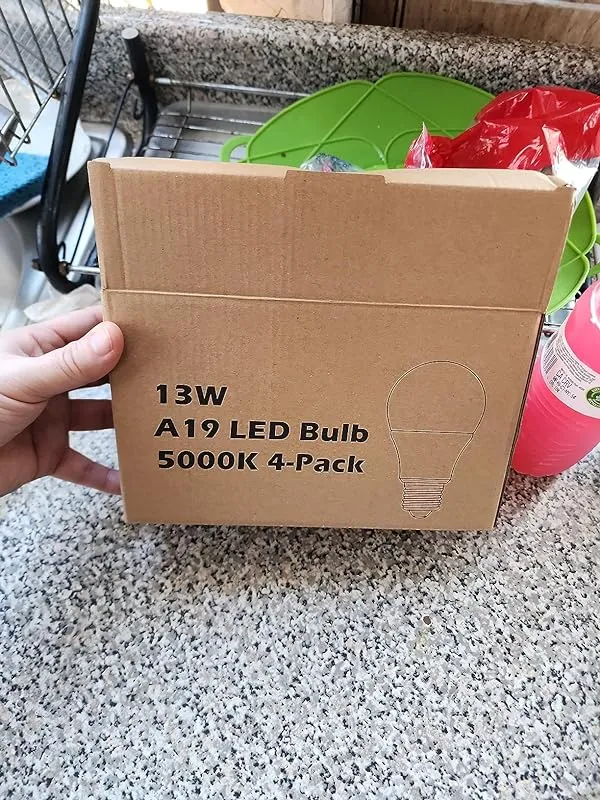 13W
A19 LED Bulb
5000K 4-Pack